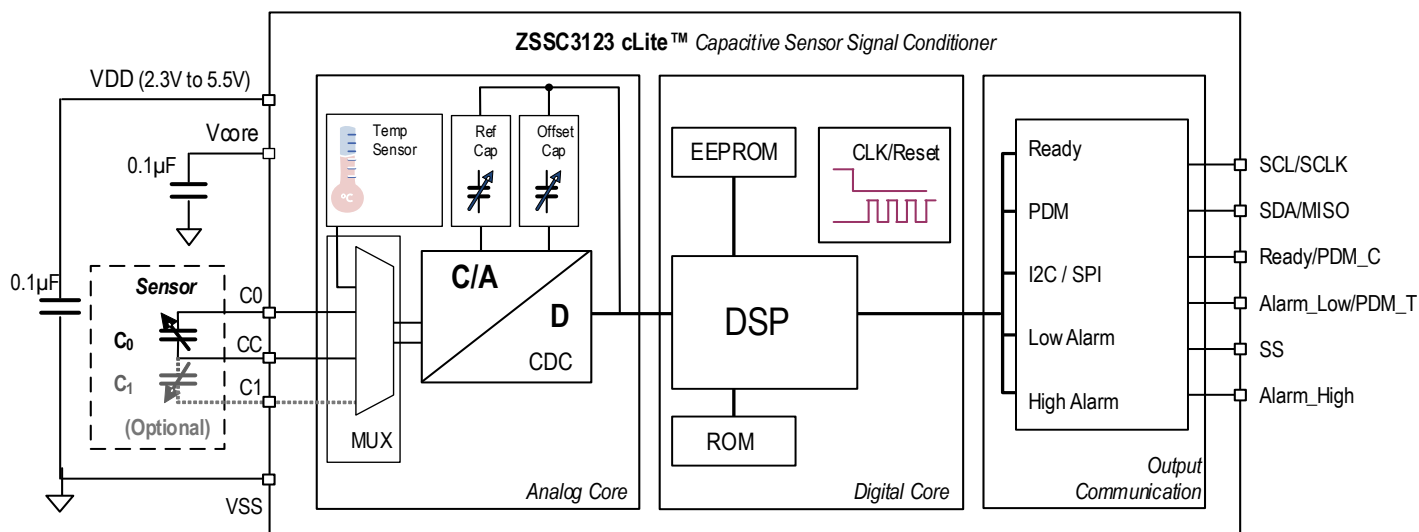 ZSSC3123 cLite™ Capacitive Sensor Signal Conditioner
VDD (2.3V to 5.5V)
Vcore
0.1µF
0.1µF
Sensor
C0
C1
(Optional)
C0
CC
C1
VSS
Temp
Sensor
ºC
Ref
Cap
Offset
Cap
MUX
C/A
D
CDC
Analog Core
EEPROM
CLK/Reset
DSP
ROM
Digital Core
Ready
PDM
I2C / SPI
Low Alarm
High Alarm
Output
Communication
SCL/SCLK
SDA/MISO
Ready/PDM_C
Alarm_Low/PDM_T
SS
Alarm_High